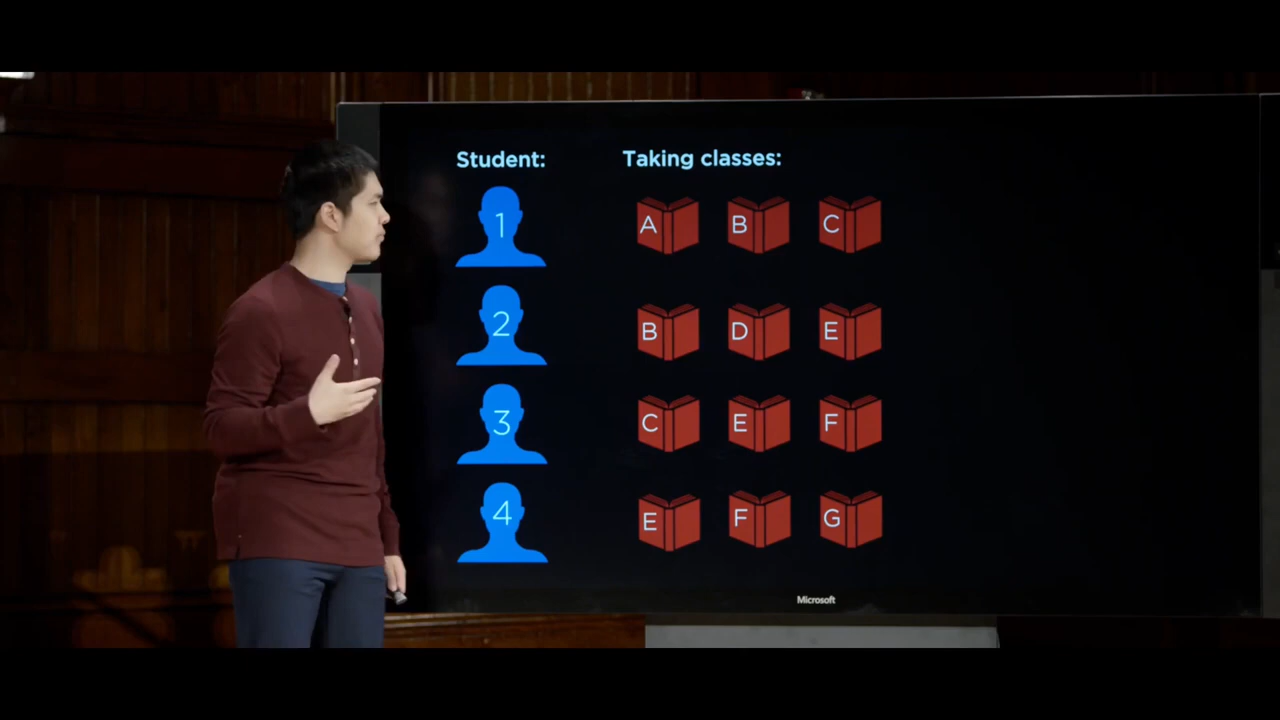 Student: Taking classes:
1 A B C
2 B D E
3 C E F
4 E F G
Microsoft